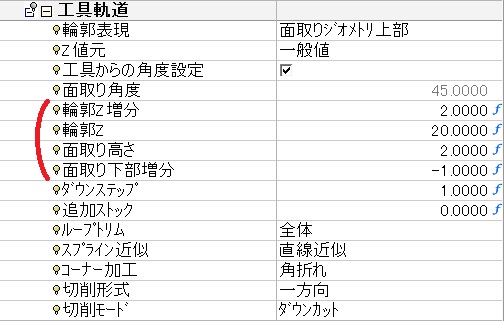 工具軌道
輪郭表現 面取りｼﾞｵﾒﾄﾘ上部
Z 値元 一般値
工具からの角度設定
面取り角度 45.0000
輪郭Z 増分 2.0000 f
輪郭Z 20.0000 f
面取り高さ 2.0000 f
面取り下部増分 -1.0000 f
ﾀﾞｳﾝｽﾃｯﾌﾟ 1.0000 f
追加ストック 0.0000 f
ﾙｰﾌﾟﾄﾘﾑ 全体
ｽﾌﾟﾗｲﾝ近似 直線近似
ｺｰﾅｰ加工 角折れ
切削形式 一方向
切削ﾓｰﾄﾞ ﾀﾞｳﾝｶｯﾄ